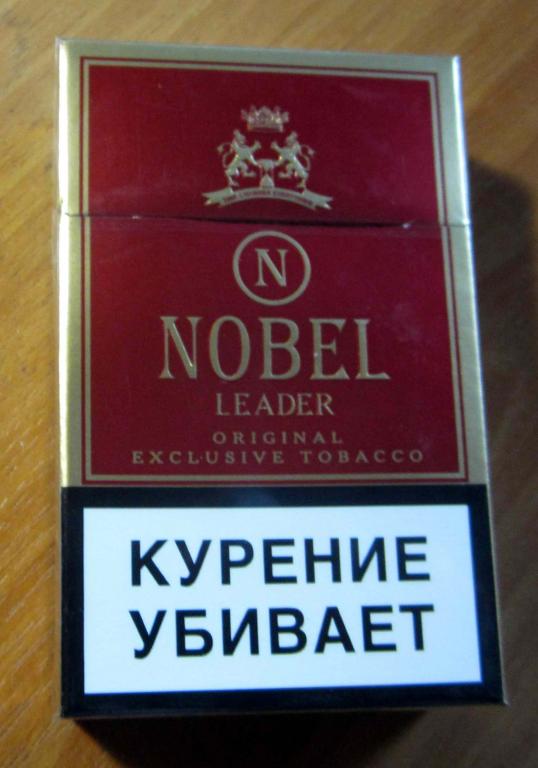 N
NOBEL
LEADER
ORIGINAL
EXCLUSIVE TOBACCO
КУРЕНИЕ
УБИВАЕТ